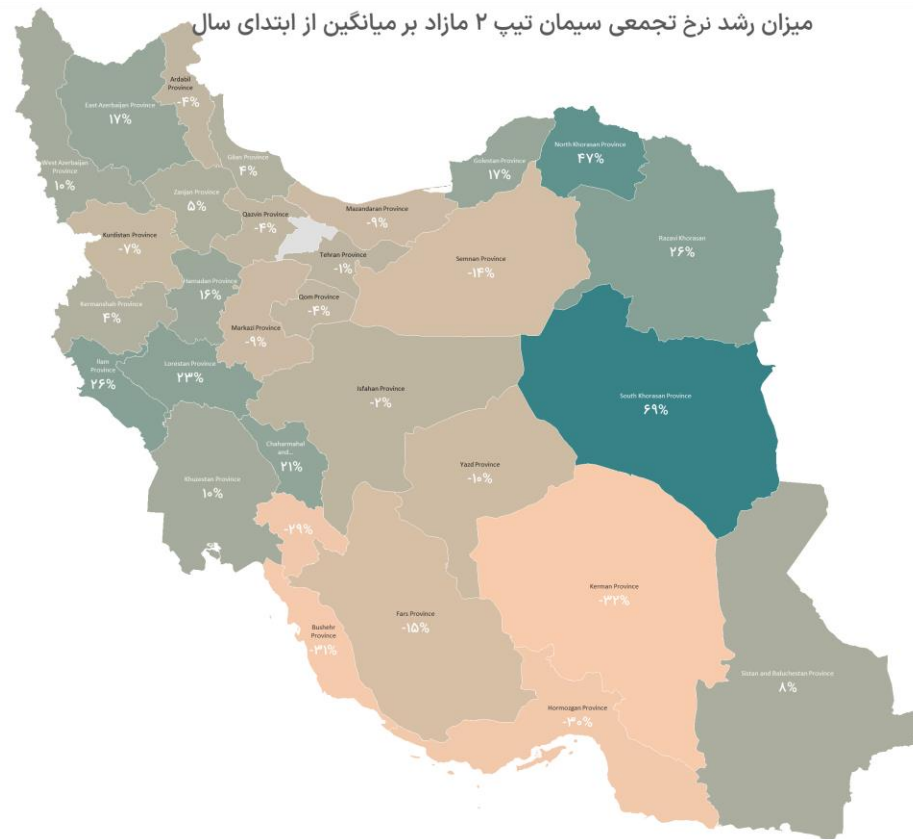 میزان رشد نرخ تجمعی سیمان تیپ ۲ مازاد بر میانگین از ابتدای سال
Ardabil
Province
-۴%
East Azerbaijan Province
۱۷%
West Azerbaijan
Province
۱۰%
Gilan Province
۴%
Golestan Province
۱۷%
North Khorasan Province
۴۷%
Zanjan Province
۵%
Qazvin Province
-۴%
Mazandaran Province
-۹%
Razavi Khorasan
۲۶%
Kurdistan Province
-۷%
Tehran Province
-۱%
Semnan Province
-۱۴%
Hamadan Province
۱۶%
Qom Province
-۴%
Kermanshah Province
۴%
Markazi Province
-۹%
Ilam
Province
۲۶%
Lorestan Province
۲۳%
Isfahan Province
-۲%
South Khorasan Province
۶۹%
Chaharmahal
and...
۲۱%
Yazd Province
-۱۰%
Khuzestan Province
۱۰%
-۲۹%
Kerman Province
-۳۲%
Fars Province
-۱۵%
Bushehr
Province
-۳۱%
Sistan and Baluchestan Province
۸%
Hormozgan Province
-۳۰%